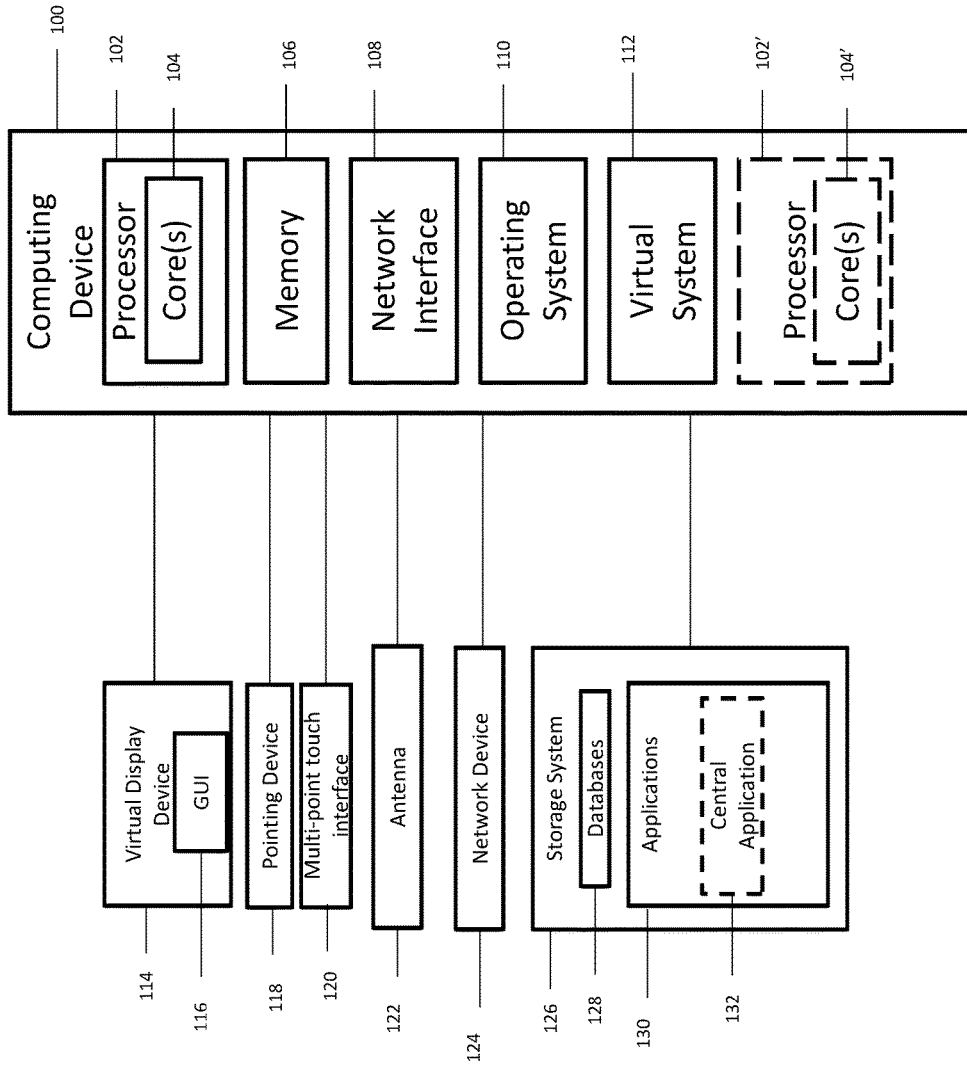 Computing
Device
Processor
Core(s)
Memory
Network
Interface
Operating
System
Virtual
System
Processor
Core(s)
100
102
104
106
108
110
112
102’
104’
Virtual Display
Device
GUI
Pointing Device
Multi-point touch
interface
Antenna
Network Device
Storage System
Databases
Applications
Central
Application
114
116
118
120
122
124
126
128
130
132